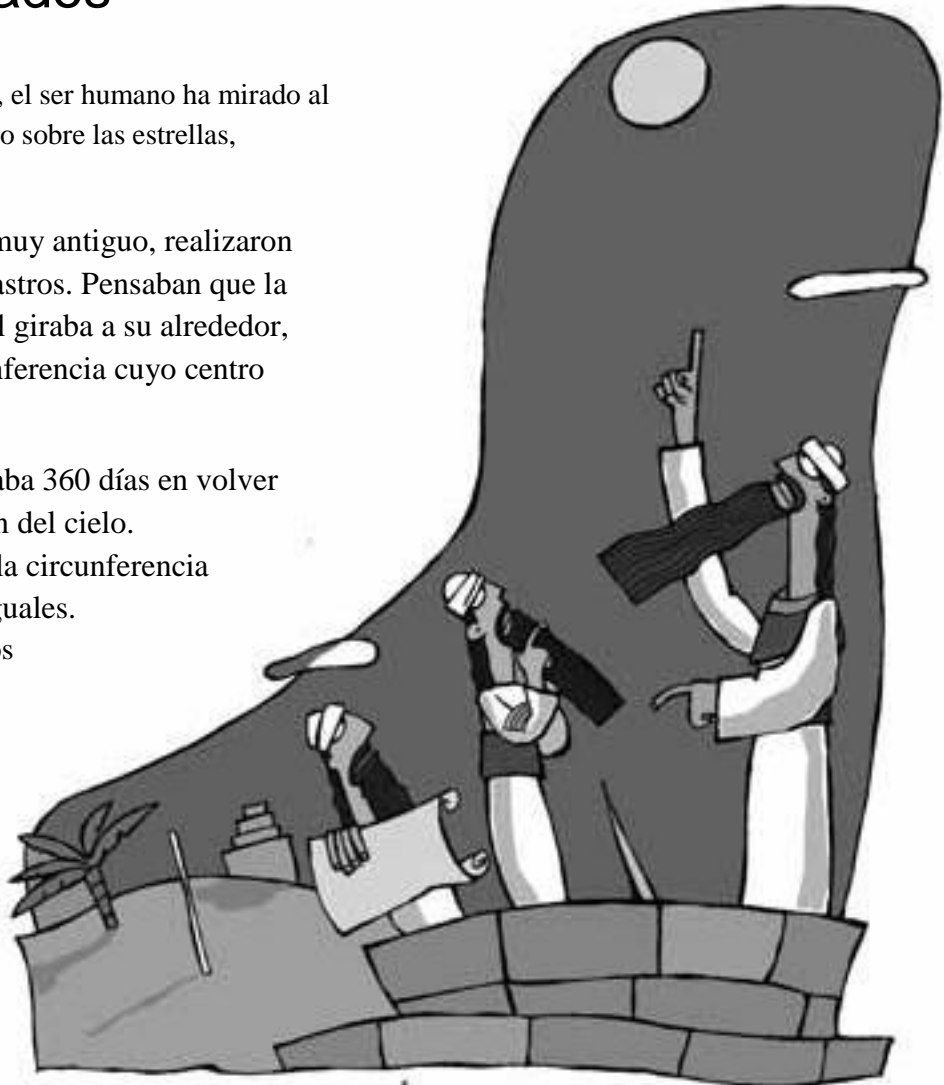 ados
, el ser humano ha mirado al
o sobre las estrellas,
muy antiguo, realizaron
astros. Pensaban que la
l giraba a su alrededor,
nferencia cuyo centro
aba 360 días en volver
n del cielo.
la circunferencia
guales.
os